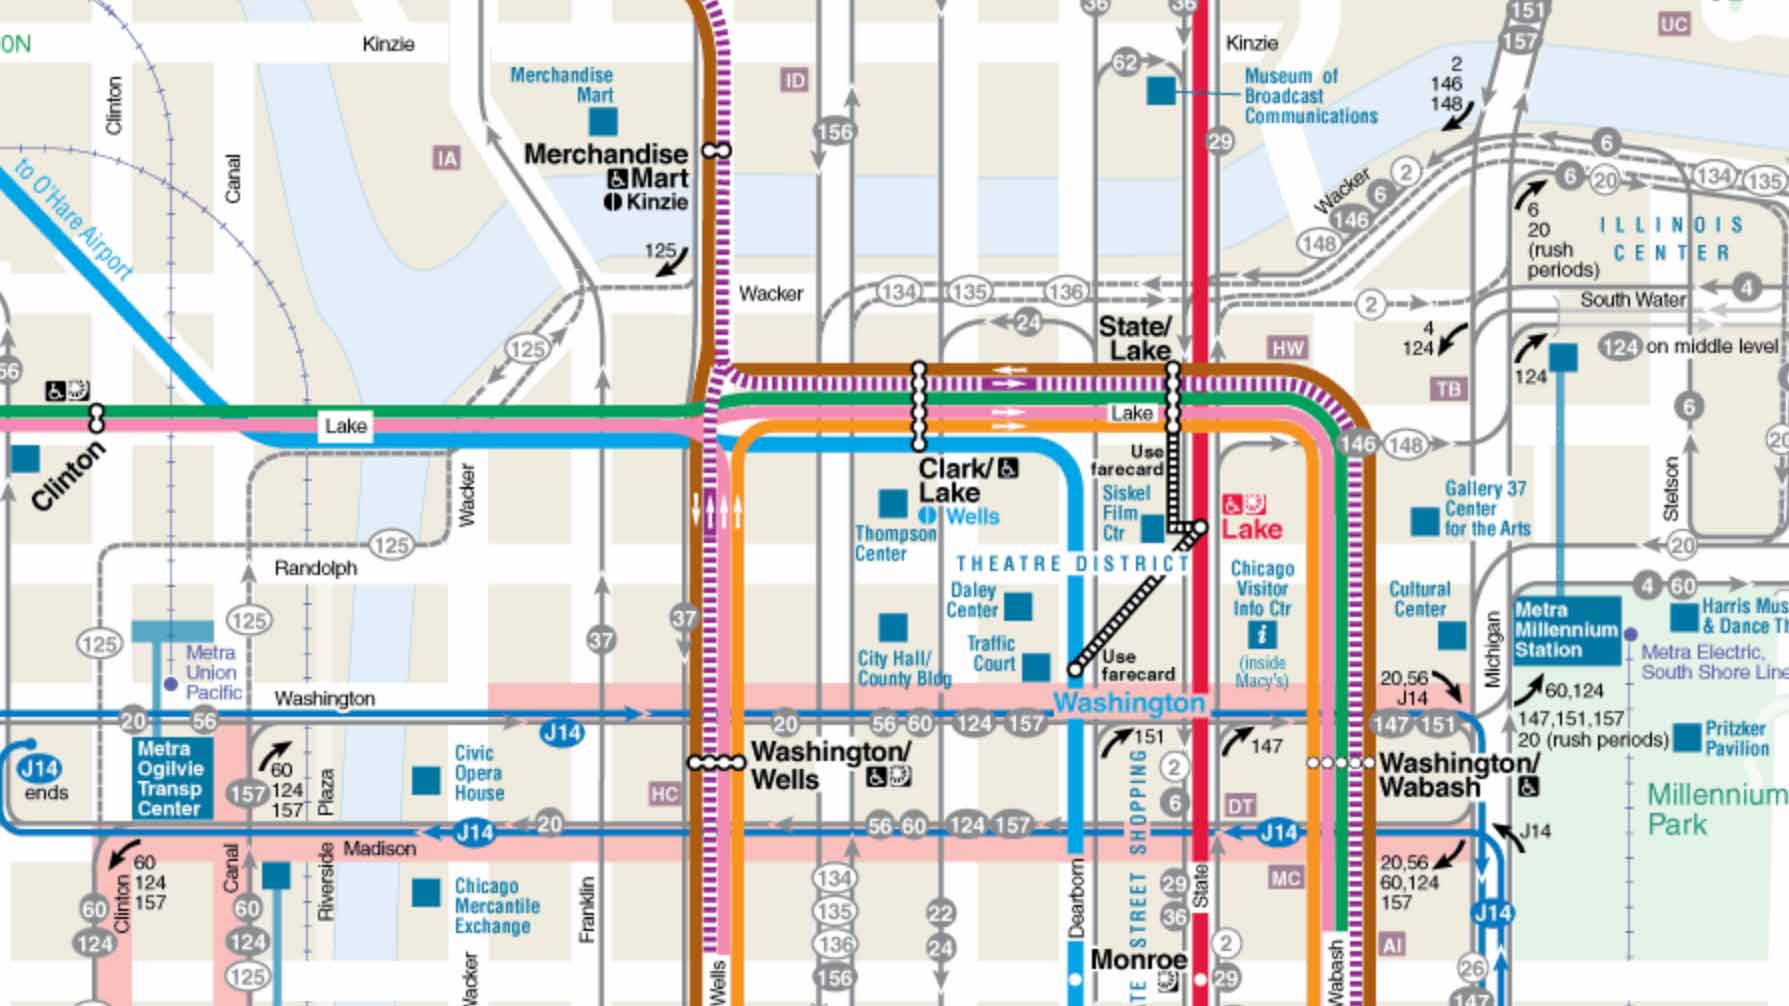 ON
Kinzie
Clinton
Canal
to O'Hare Airport
IA
Merchandise
Mart
Merchandise
Mart
Kinzie
ID
156
125
Wacker
36
36
62
Kinzie
Museum of
Broadcast
Communications
29
151
157
UC
2
146
148
6
Wacker
2
6
146
148
6
20
134
135
6
20
(rush
periods)
ILLINOIS
CENTER
134
135
136
24
2
4
South Water
4
124
124
124 on middle level
State/
Lake
HW
TB
56
125
Clinton
Lake
Lake
146
148
6
20
Clark/
Lake
Wells
Use
farecard
Siskel
Film
Ctr
Lake
Gallery 37
Center
for the Arts
Stetson
Wacker
125
Randolph
Thompson
Center
THEATRE DISTRICT
20
125
125
37
37
Daley
Center
Traffic
Court
City Hall/
County Bldg
Use
farecard
Chicago
Visitor
Info Ctr
i
(inside
Macy's)
Cultural
Center
Michigan
4
60
Metra
Millennium
Station
Harris Mus
& Dance Th
Metra Electric,
South Shore Line
Metra
Union
Pacific
Washington
20
56
J14
20
56
60
124
157
Washington
20,56
J14
147
151
60,124
147,151,157
20 (rush periods)
Pritzker
Pavilion
J14
ends
Metra
Ogilvie
Transp
Center
60
124
157
157
Plaza
Civic
Opera
House
HC
Washington/
Wells
151
2
6
147
DT
Washington/
Wabash
Millennium
Park
J14
20
56
60
124
157
J14
J14
Madison
60
124
157
Clinton
60
124
Canal
60
124
125
Riverside
Chicago
Mercantile
Exchange
Wacker
Franklin
Wells
134
135
136
156
22
24
Dearborn
STATE STREET SHOPPING
29
36
State
MC
20,56
60,124
157
J14
Monroe
2
29
Wabash
AI
26
147